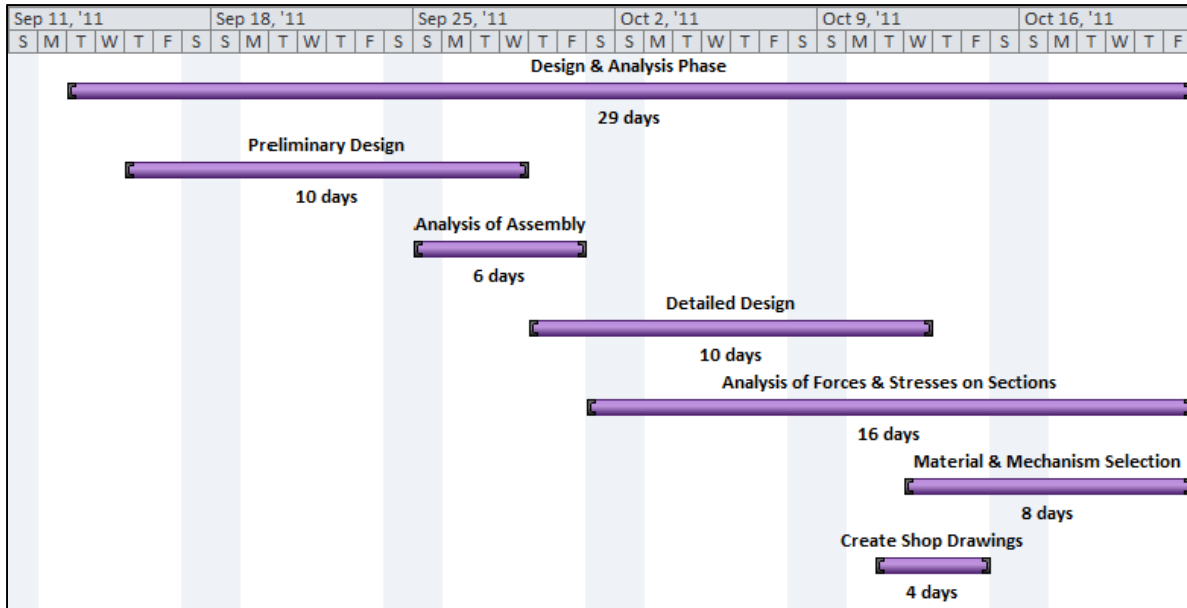 Sep 11, '11 Sep 18, '11 Sep 25, '11 Oct 2, '11 Oct 9, '11 Oct 16, '11
S M T W T F S S M T W T F S S M T W T F S S M T W T F S S M T W T F S S M T W T F
Design & Analysis Phase
29 days
Preliminary Design
10 days
Analysis of Assembly
6 days
Detailed Design
10 days
Analysis of Forces & Stresses on Sections
16 days
Material & Mechanism Selection
8 days
Create Shop Drawings
4 days